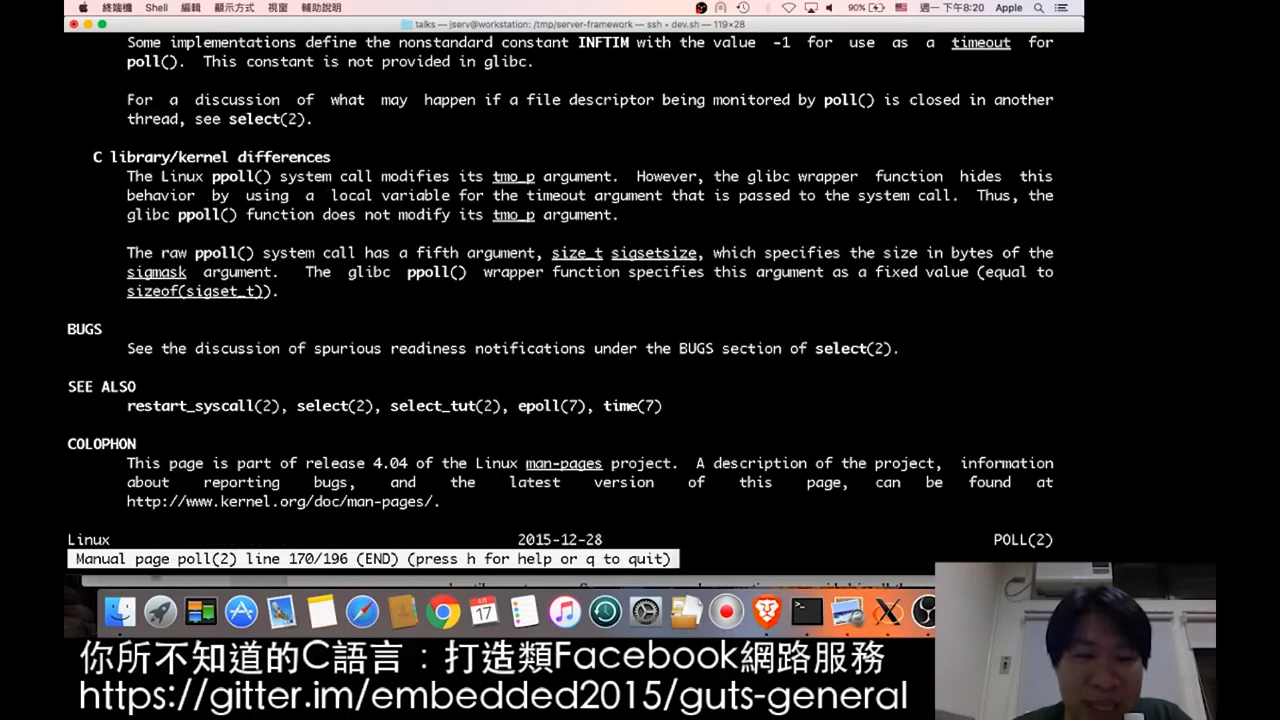 終端機 Shell 編輯 顯示方式 視窗 輔助說明 90% 週一 下午8:20 Apple
talks — jserv@workstation: /tmp/server-framework — ssh ◂ dev.sh — 119×28
Some implementations define the nonstandard constant INFTIM with the value -1 for use as a timeout for
poll(). This constant is not provided in glibc.
For a discussion of what may happen if a file descriptor being monitored by poll() is closed in another
thread, see select(2).
C library/kernel differences
The Linux ppoll() system call modifies its tmo_p argument. However, the glibc wrapper function hides this
behavior by using a local variable for the timeout argument that is passed to the system call. Thus, the
glibc ppoll() function does not modify its tmo_p argument.
The raw ppoll() system call has a fifth argument, size_t sigsetsize, which specifies the size in bytes of the
sigmask argument. The glibc ppoll() wrapper function specifies this argument as a fixed value (equal to
sizeof(sigset_t)).
BUGS
See the discussion of spurious readiness notifications under the BUGS section of select(2).
SEE ALSO
restart_syscall(2), select(2), select_tut(2), epoll(7), time(7)
COLOPHON
This page is part of release 4.04 of the Linux man-pages project. A description of the project, information
about reporting bugs, and the latest version of this page, can be found at
http://www.kernel.org/doc/man-pages/.
Linux 2015-12-28 POLL(2)
Manual page poll(2) line 170/196 (END) (press h for help or q to quit)
17
你所不知道的C語言：打造類Facebook網路服務
https://gitter.im/embedded2015/guts-general